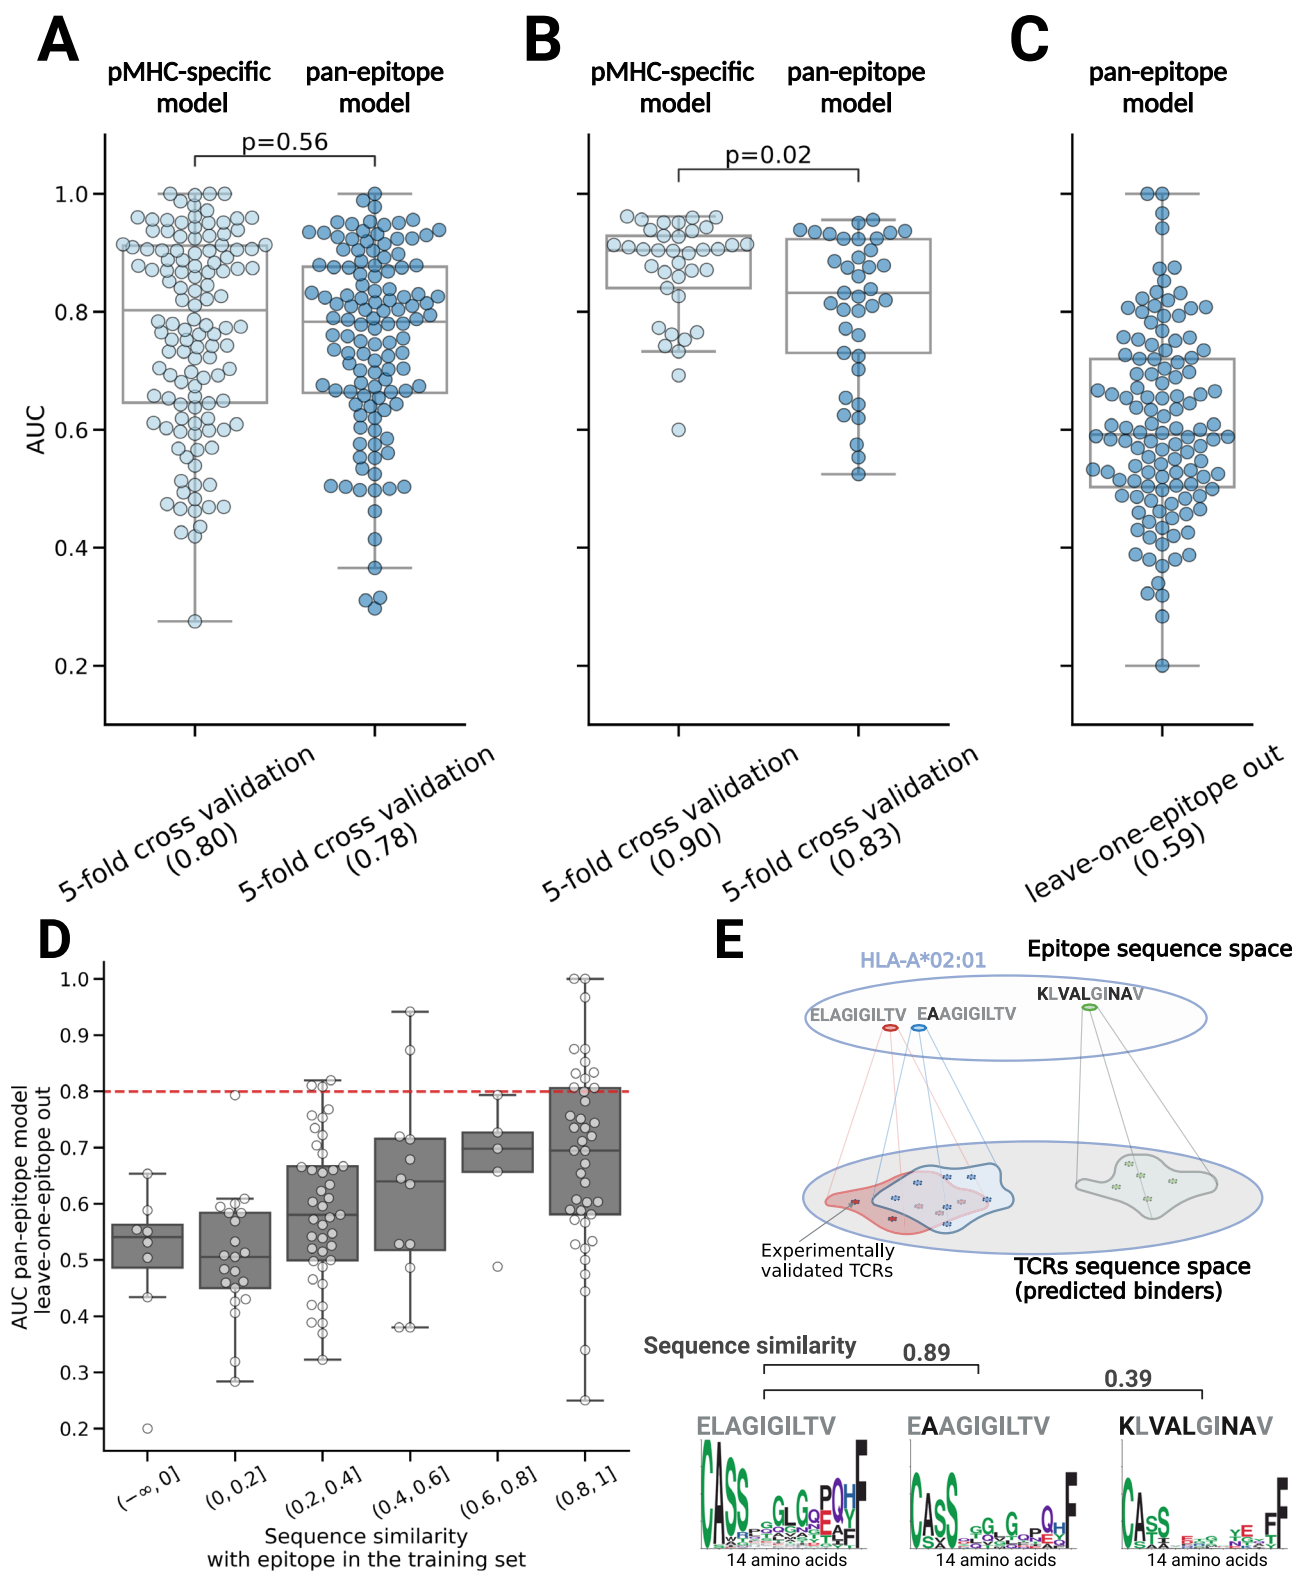 A
B
C
pMHC-specific
model
pan-epitope
model
pMHC-specific
model
pan-epitope
model
pan-epitope
model
p=0.56
p=0.02
1.0
0.8
0.6
0.4
0.2
AUC
5-fold cross validation
(0.80)
5-fold cross validation
(0.78)
5-fold cross validation
(0.90)
5-fold cross validation
(0.83)
leave-one-epitope out
(0.59)
D
1.0
0.9
0.8
0.7
0.6
0.5
0.4
0.3
0.2
AUC pan-epitope model
leave-one-epitope out
(−∞, 0]
(0, 0.2]
(0.2, 0.4]
(0.4, 0.6]
(0.6, 0.8]
(0.8, 1]
Sequence similarity
with epitope in the training set
E
HLA-A*02:01
Epitope sequence space
ELAGIGILTV
EAAGIGILTV
KLVALGINAV
Experimentally
validated TCRs
TCRs sequence space
(predicted binders)
Sequence similarity
0.89
0.39
ELAGIGILTV
EAAGIGILTV
KLVALGINAV
CASS
CASS
CASS
14 amino acids
14 amino acids
14 amino acids